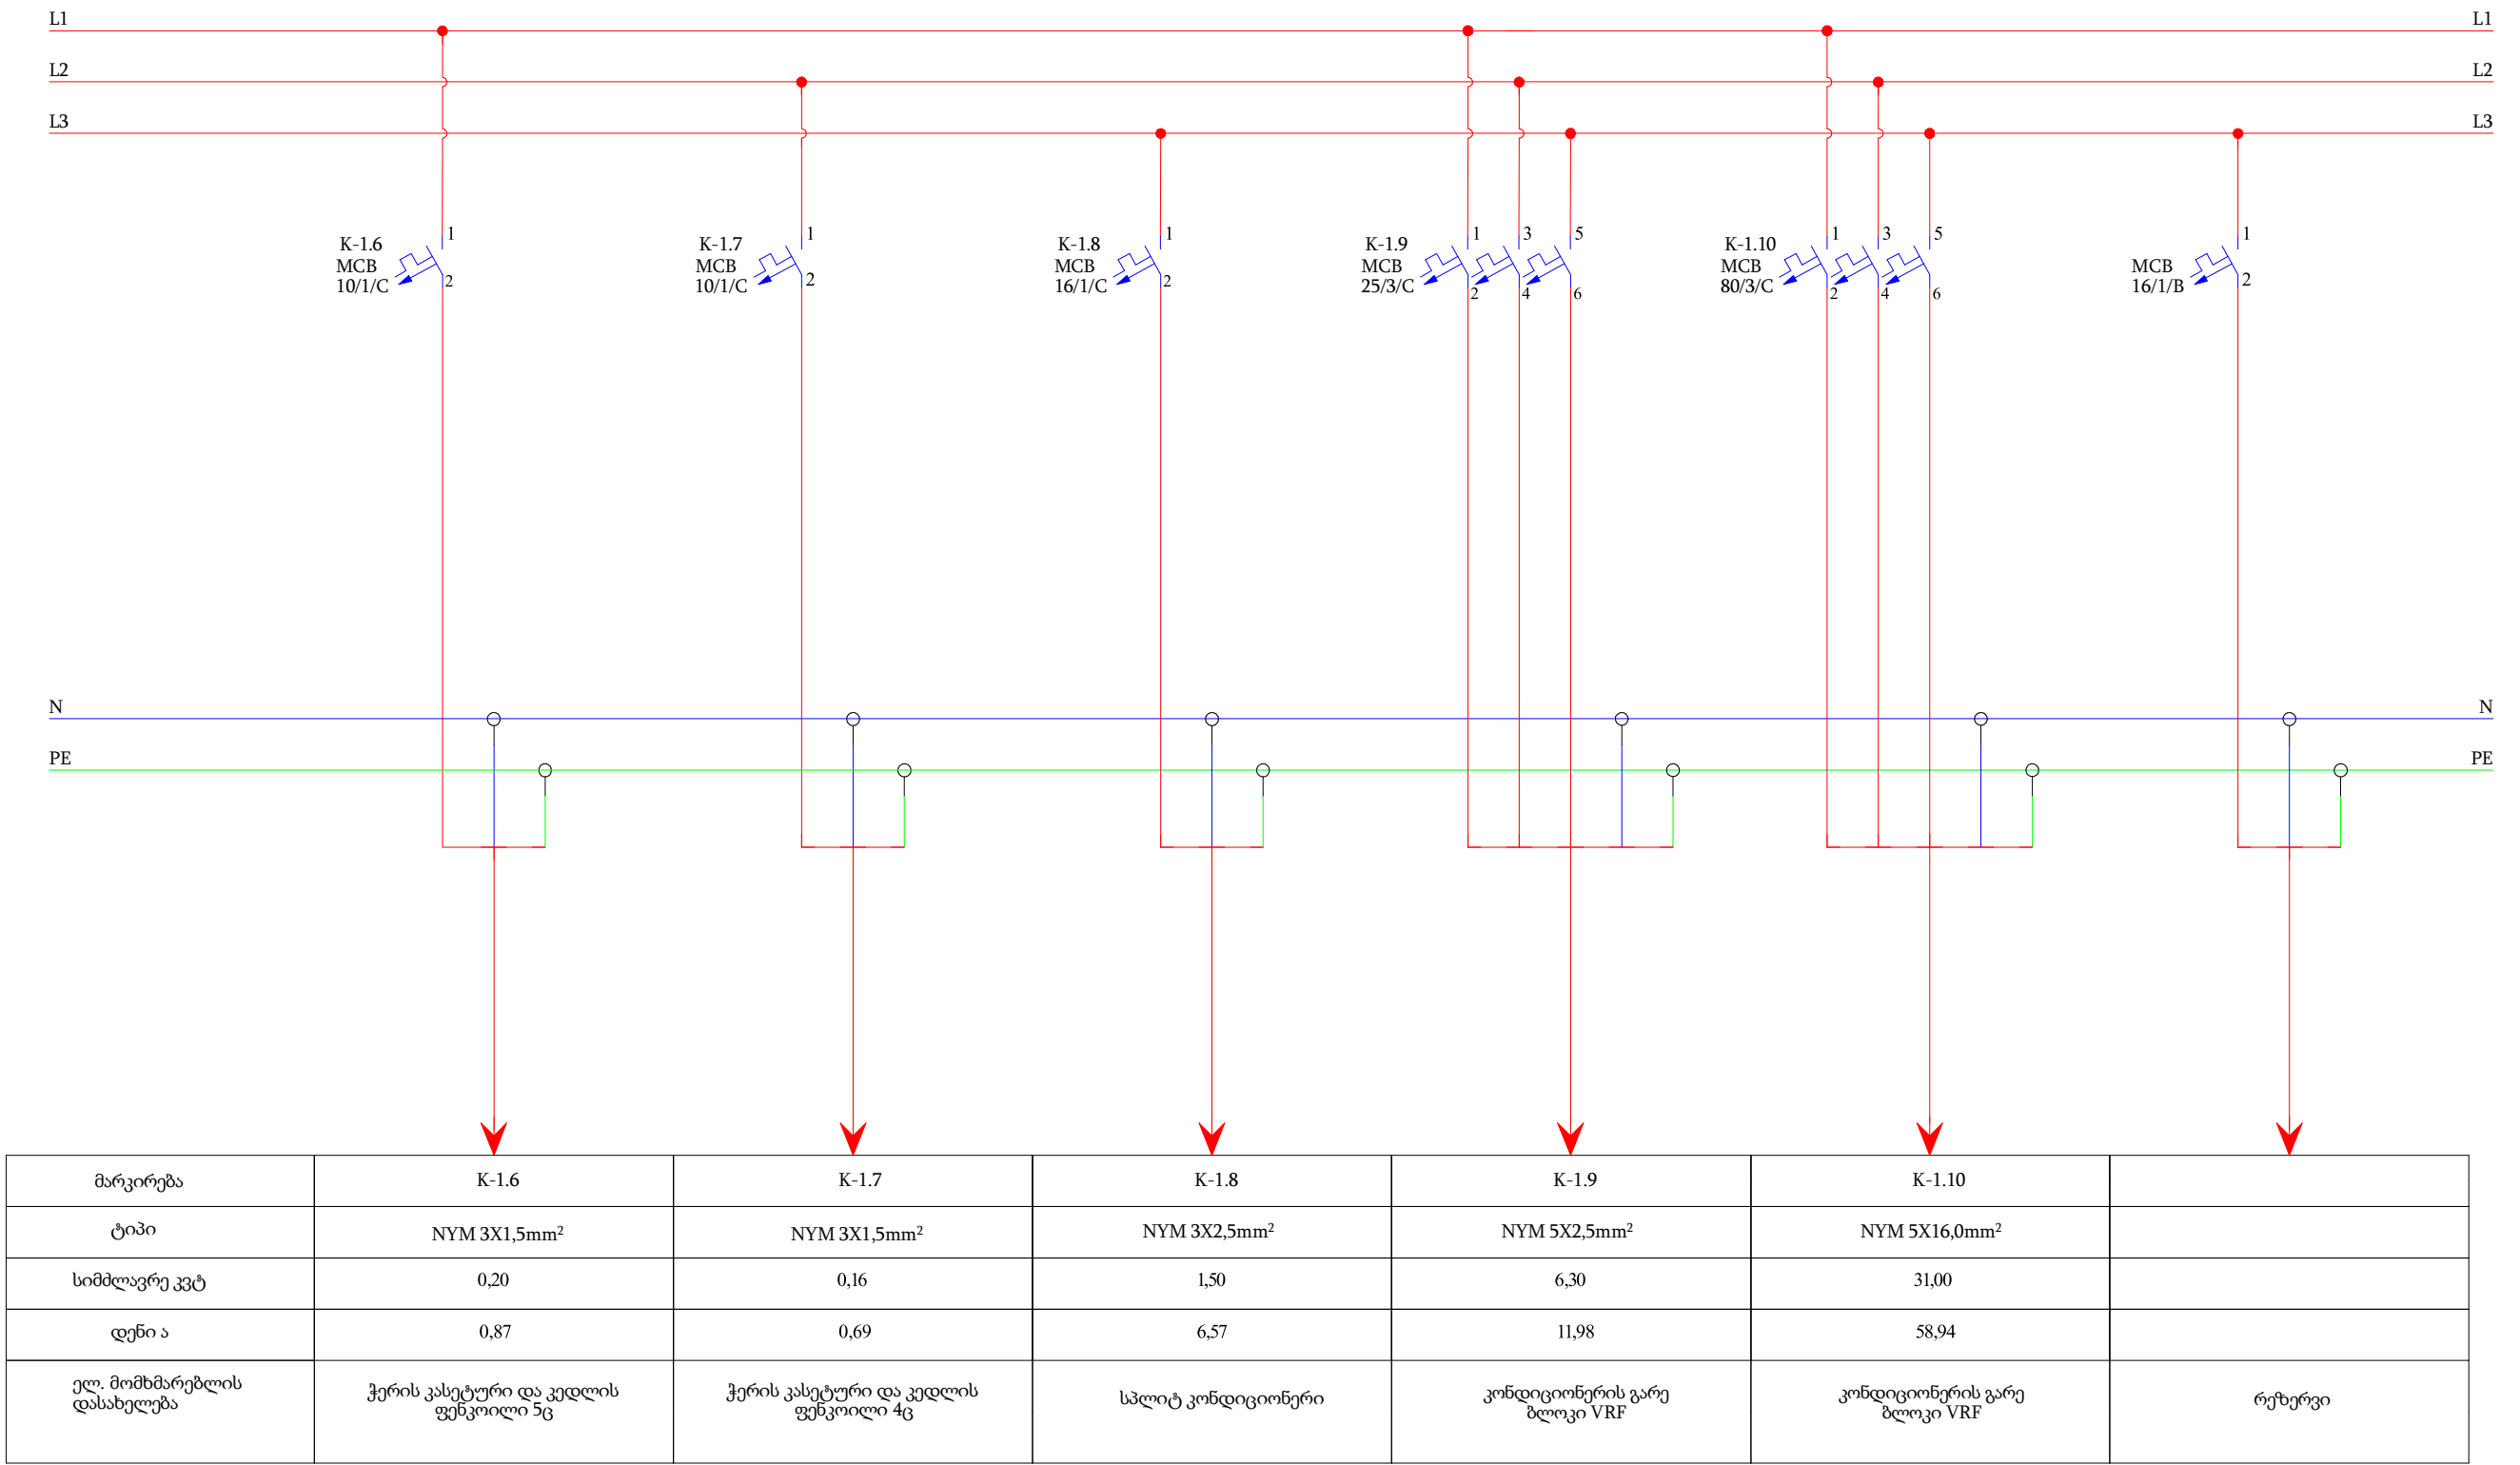 L1 L1
L2 L2
L3 L3
K-1.6 1 K-1.7 1 K-1.8 1 K-1.9 1 3 5 K-1.10 1 3 5 1
MCB MCB MCB MCB MCB MCB
10/1/C 2 10/1/C 2 16/1/C 2 25/3/C 2 4 6 80/3/C 2 4 6 16/1/B 2
N N
PE PE
მარკირება K-1.6 K-1.7 K-1.8 K-1.9 K-1.10
ტიპი NYM 3X1,5mm² NYM 3X1,5mm² NYM 3X2,5mm² NYM 5X2,5mm² NYM 5X16,0mm²
სიმძლავრე კვტ 0,20 0,16 1,50 6,30 31,00
დენი ა 0,87 0,69 6,57 11,98 58,94
ელ. მომხმარებლის
დასახელება
ჭერის კასეტური და კედლის
ფენკოილი 5ც
ჭერის კასეტური და კედლის
ფენკოილი 4ც
სპლიტ კონდიციონერი
კონდიციონერის გარე
ბლოკი VRF
კონდიციონერის გარე
ბლოკი VRF
რეზერვი